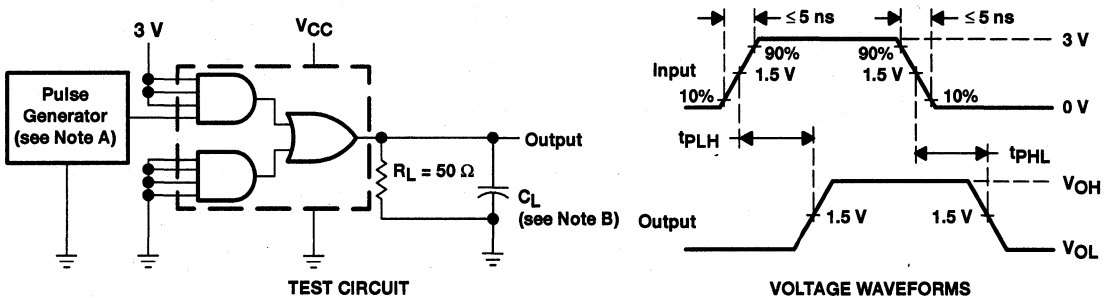 3 V
VCC
Pulse
Generator
(see Note A)
Output
RL = 50 Ω
CL
(see Note B)
TEST CIRCUIT
≤ 5 ns
≤ 5 ns
3 V
90%
90%
Input
1.5 V
1.5 V
10%
10%
0 V
tPLH
tPHL
VOH
Output
1.5 V
1.5 V
VOL
VOLTAGE WAVEFORMS